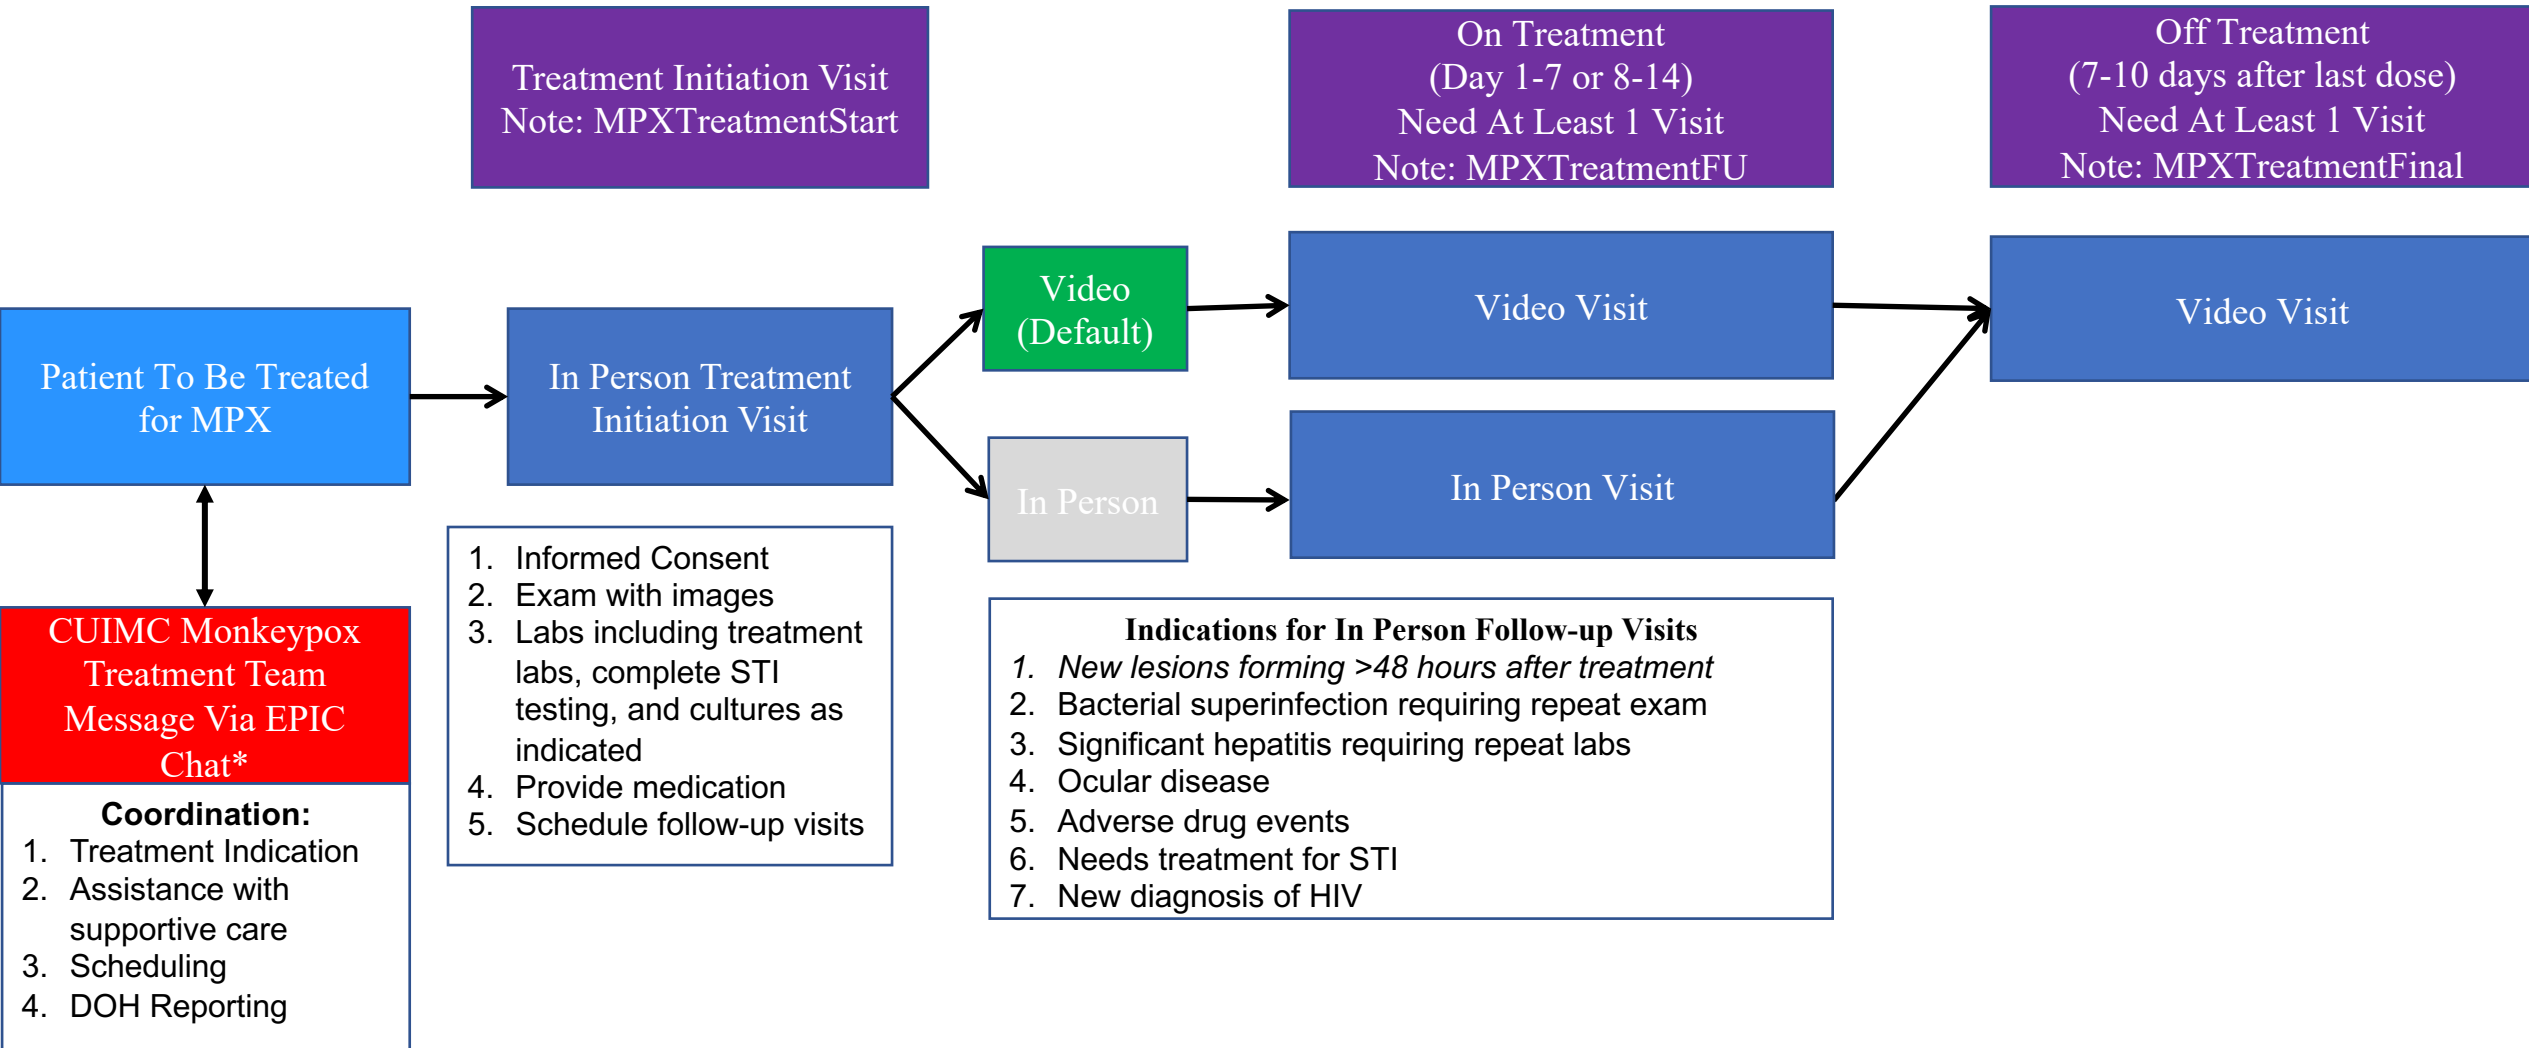 Treatment Initiation Visit
Note: MPXTreatmentStart
On Treatment
(Day 1-7 or 8-14)
Need At Least 1 Visit
Note: MPXTreatmentFU
Off Treatment
(7-10 days after last dose)
Need At Least 1 Visit
Note: MPXTreatmentFinal
Patient To Be Treated
for MPX
In Person Treatment
Initiation Visit
Video
(Default)
Video Visit
Video Visit
In Person
In Person Visit
CUIMC Monkeypox
Treatment Team
Message Via EPIC
Chat*
Coordination:
1. Treatment Indication
2. Assistance with
supportive care
3. Scheduling
4. DOH Reporting
1. Informed Consent
2. Exam with images
3. Labs including treatment
labs, complete STI
testing, and cultures as
indicated
4. Provide medication
5. Schedule follow-up visits
Indications for In Person Follow-up Visits
1. New lesions forming >48 hours after treatment
2. Bacterial superinfection requiring repeat exam
3. Significant hepatitis requiring repeat labs
4. Ocular disease
5. Adverse drug events
6. Needs treatment for STI
7. New diagnosis of HIV